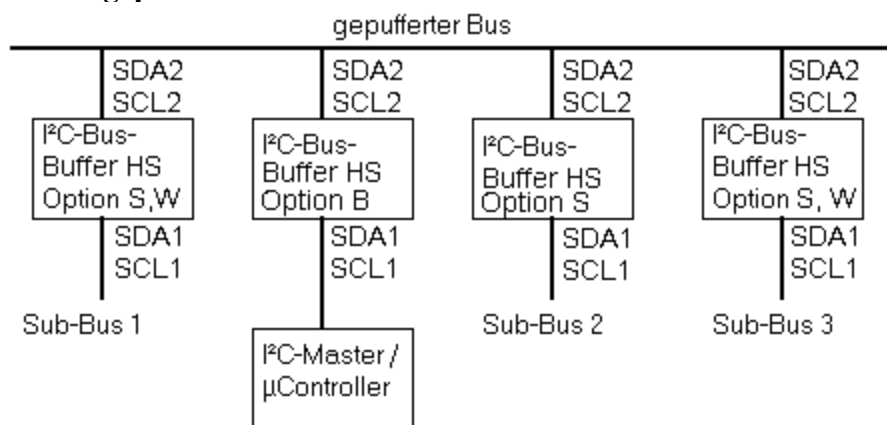 gepufferter Bus
SDA2
SCL2
SDA2
SCL2
SDA2
SCL2
SDA2
SCL2
I²C-Bus-
Buffer HS
Option S,W
I²C-Bus-
Buffer HS
Option B
I²C-Bus-
Buffer HS
Option S
I²C-Bus-
Buffer HS
Option S, W
SDA1
SCL1
SDA1
SCL1
SDA1
SCL1
SDA1
SCL1
Sub-Bus 1
Sub-Bus 2
Sub-Bus 3
I²C-Master /
µController